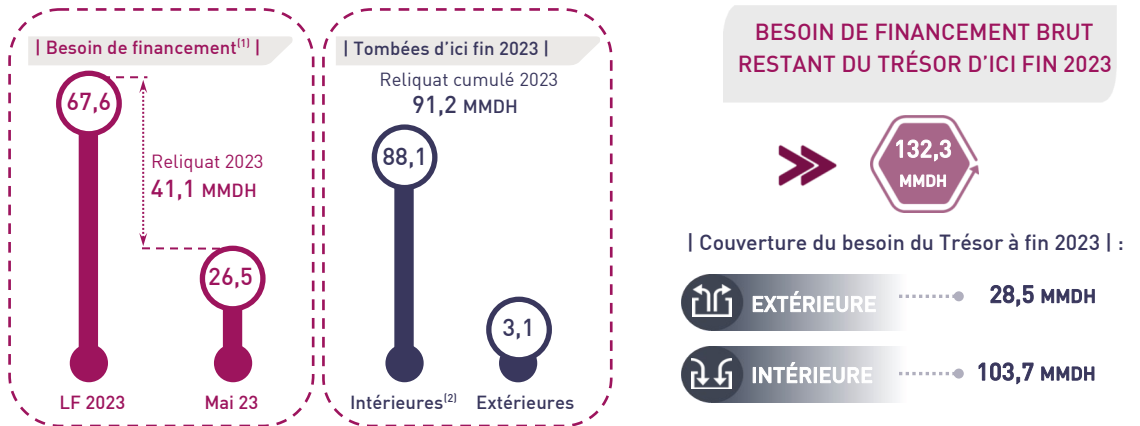 | Besoin de financement(1) |
67,6
Reliquat 2023
41,1 MMDH
26,5
LF 2023
Mai 23
| Tombées d’ici fin 2023 |
Reliquat cumulé 2023
91,2 MMDH
88,1
3,1
Intérieures(2)
Extérieures
BESOIN DE FINANCEMENT BRUT
RESTANT DU TRÉSOR D’ICI FIN 2023
132,3
MMDH
| Couverture du besoin du Trésor à fin 2023 | :
EXTÉRIEURE 28,5 MMDH
INTÉRIEURE 103,7 MMDH